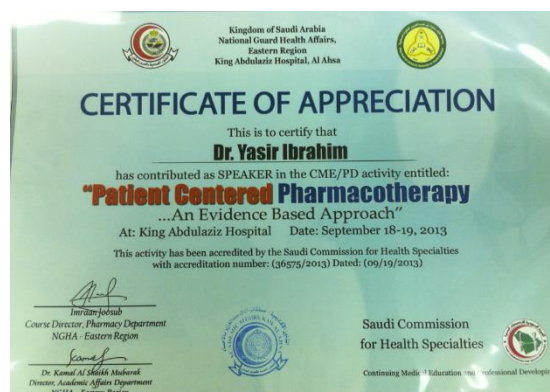 Kingdom of Saudi Arabia
National Guard Health Affairs,
Eastern Region
King Abdulaziz Hospital, Al Ahsa
CERTIFICATE OF APPRECIATION
This is to certify that
Dr. Yasir Ibrahim
has contributed as SPEAKER in the CME/PD activity entitled:
"Patient Centered Pharmacotherapy
...An Evidence Based Approach"
At: King Abdulaziz Hospital Date: September 18-19, 2013
This activity has been accredited by the Saudi Commission for Health Specialties
with accreditation number: (36575/2013) Dated: (09/19/2013)
Imraan Joosub
Course Director, Pharmacy Department
NGHA - Eastern Region
Dr. Kamal Al Shaikh Mubarak
Director, Academic Affairs Department
NGHA - Eastern Region
Saudi Commission
for Health Specialties
Continuing Medical Education and Professional Develop